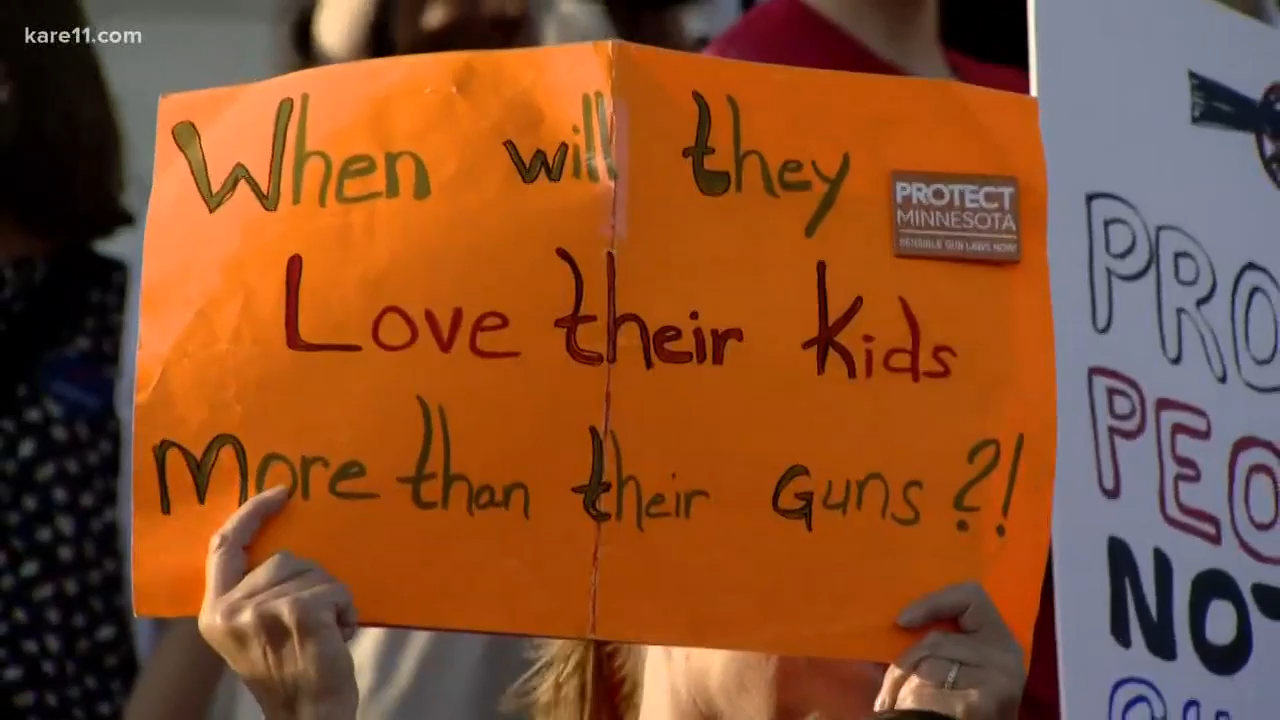 kare11.com
When will they
Love their kids
More than their Guns ?!
PROTECT
MINNESOTA
SENSIBLE GUN LAWS NOW!
PRO
PEO
NOT